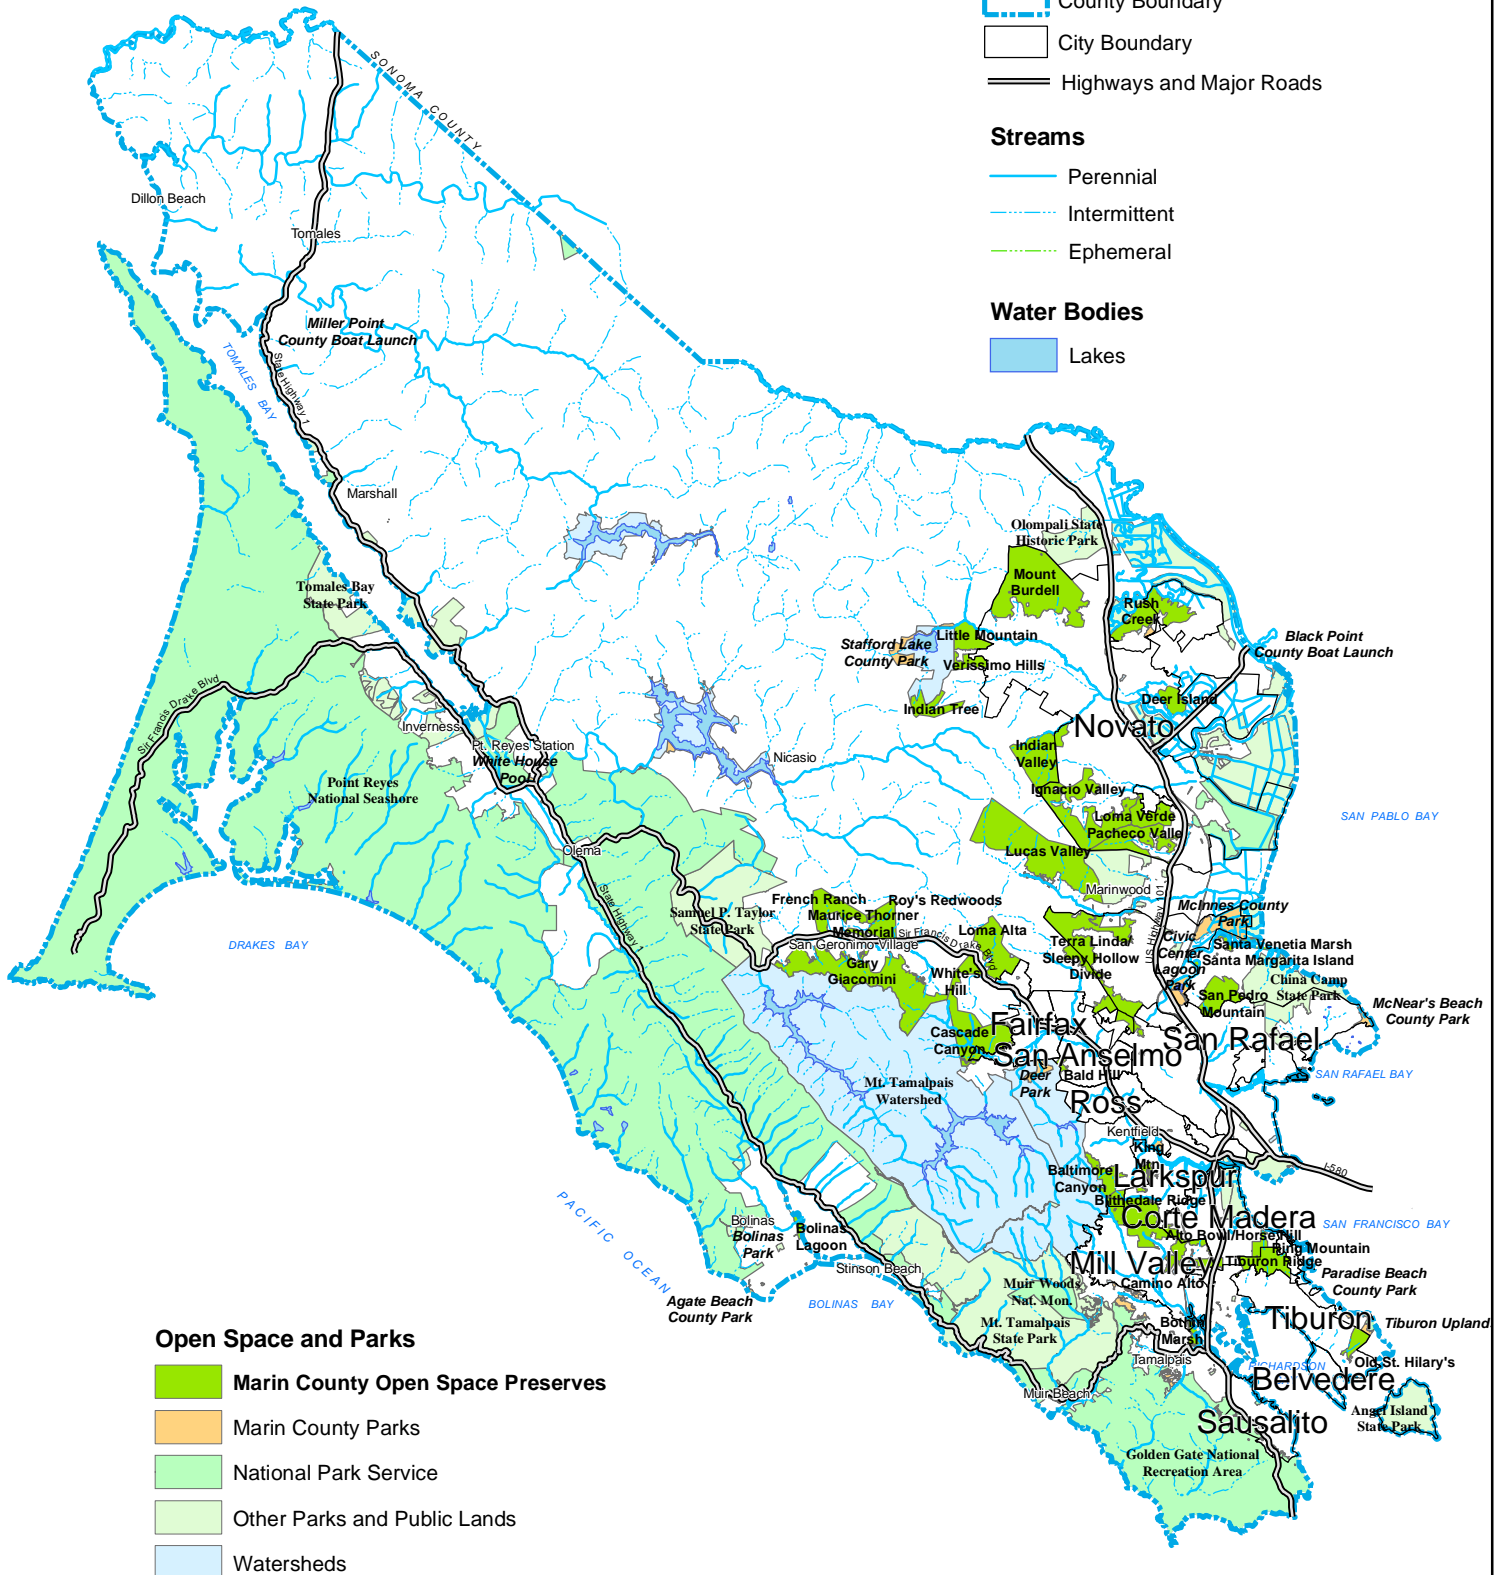 County Boundary
City Boundary
Highways and Major Roads
Streams
Perennial
Intermittent
Ephemeral
Water Bodies
Lakes
SONOMA COUNTY
Dillon Beach
Tomales
Miller Point
County Boat Launch
TOMALES BAY
State Highway 1
Marshall
Tomales Bay
State Park
Olompali State
Historic Park
Mount
Burdell
Rush
Creek
Little Mountain
Stafford Lake
County Park
Verissimo Hills
Black Point
County Boat Launch
Indian Tree
Deer Island
Novato
Sir Francis Drake Blvd
Inverness
Pt. Reyes Station
White House
Pool
Nicasio
Indian
Valley
Point Reyes
National Seashore
Ignacio Valley
Loma Verde
Pacheco Valle
SAN PABLO BAY
Olema
Lucas Valley
Marinwood
US Highway 101
State Highway 1
Samuel P. Taylor
State Park
French Ranch
Roy's Redwoods
Maurice Thorner
Memorial
Sir Francis Drake Blvd
San Geronimo Village
Loma Alta
McInnes County
Park
Terra Linda/
Sleepy Hollow
Divide
Civic
Center
Lagoon
Park
Santa Venetia Marsh
Santa Margarita Island
DRAKES BAY
Gary
Giacomini
White's
Hill
China Camp
State Park
San Pedro
Mountain
McNear's Beach
County Park
Cascade
Canyon
Fairfax
San Anselmo
San Rafael
Deer
Park
Bald Hill
SAN RAFAEL BAY
Mt. Tamalpais
Watershed
Ross
Kentfield
King
Mtn
I-580
Baltimore
Canyon
Larkspur
Blithedale Ridge
Corte Madera
SAN FRANCISCO BAY
PACIFIC OCEAN
Bolinas
Bolinas
Park
Bolinas
Lagoon
Alto Bowl/Horse Hill
Ring Mountain
Tiburon Ridge
Stinson Beach
Mill Valley
Camino Alto
Paradise Beach
County Park
Muir Woods
Nat. Mon.
Agate Beach
County Park
BOLINAS BAY
Mt. Tamalpais
State Park
Bothin
Marsh
Tiburon
Tiburon Upland
Tamalpais
RICHARDSON
Old St. Hilary's
Muir Beach
Belvedere
Angel Island
State Park
Sausalito
Golden Gate National
Recreation Area
Open Space and Parks
Marin County Open Space Preserves
Marin County Parks
National Park Service
Other Parks and Public Lands
Watersheds